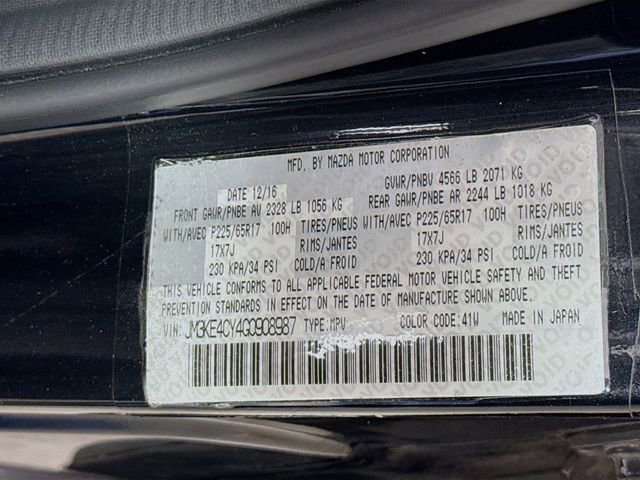 MFD. BY MAZDA MOTOR CORPORATION
DATE 12/16 GVWR/PNBV 4566 LB 2071 KG
FRONT GAWR/PNBE AV 2328 LB 1056 KG REAR GAWR/PNBE AR 2244 LB 1018 KG
WITH/AVEC P225/65R17 100H TIRES/PNEUS WITH/AVEC P225/65R17 100H TIRES/PNEUS
17X7J RIMS/JANTES 17X7J RIMS/JANTES
230 KPA/34 PSI COLD/A FROID 230 KPA/34 PSI COLD/A FROID
THIS VEHICLE CONFORMS TO ALL APPLICABLE FEDERAL MOTOR VEHICLE SAFETY AND THEFT
PREVENTION STANDARDS IN EFFECT ON THE DATE OF MANUFACTURE SHOWN ABOVE.
VIN: JM3KE4CY4G0908987 TYPE: MPV COLOR CODE: 41W MADE IN JAPAN